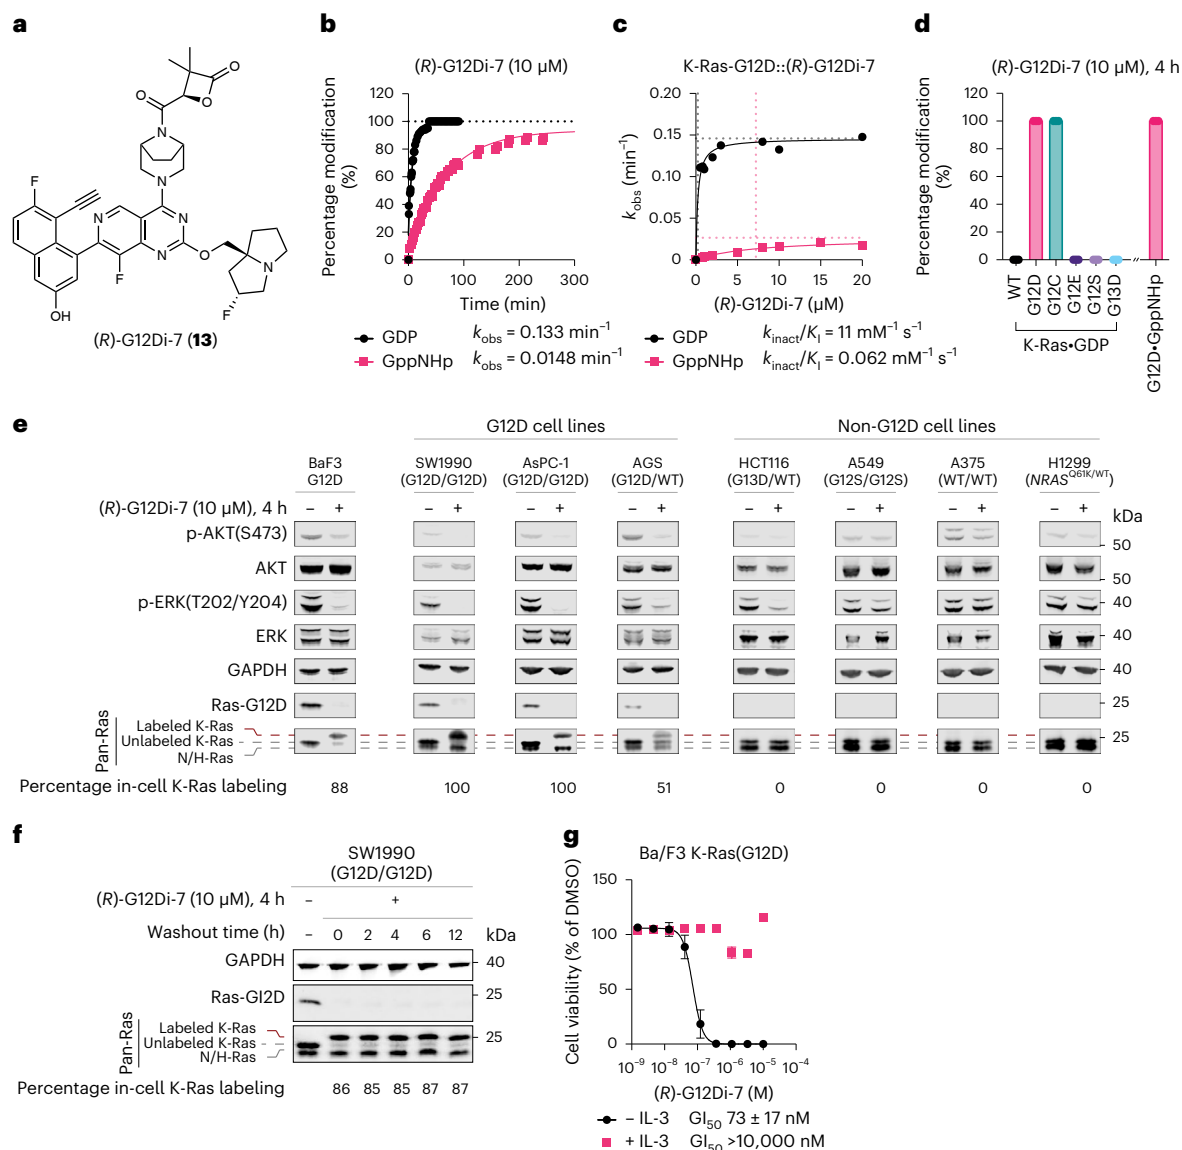 a
O
O
O
N
N
F
N
N
N
O
N
F
F
OH
(R)-G12Di-7 (13)
b
(R)-G12Di-7 (10 µM)
Percentage modification (%)
120
100
80
60
40
20
0
0 100 200 300
Time (min)
GDP kobs = 0.133 min−1
GppNHp kobs = 0.0148 min−1
c
K-Ras-G12D::(R)-G12Di-7
kobs (min−1)
0.20
0.15
0.10
0.05
0
0 5 10 15 20
(R)-G12Di-7 (µM)
GDP kinact/KI = 11 mM−1 s−1
GppNHp kinact/KI = 0.062 mM−1 s−1
d
(R)-G12Di-7 (10 µM), 4 h
Percentage modification (%)
120
100
80
60
40
20
0
WT G12D G12C G12E G12S G13D G12D•GppNHp
K-Ras•GDP
e
G12D cell lines Non-G12D cell lines
BaF3 SW1990 AsPC-1 AGS HCT116 A549 A375 H1299
G12D (G12D/G12D) (G12D/G12D) (G12D/WT) (G13D/WT) (G12S/G12S) (WT/WT) (NRASQ61K/WT)
(R)-G12Di-7 (10 µM), 4 h – + – + – + – + – + – + – + – +
kDa
p-AKT(S473) 50
AKT 50
p-ERK(T202/Y204) 40
ERK 40
GAPDH 40
Ras-G12D 25
Pan-Ras
Labeled K-Ras 25
Unlabeled K-Ras
N/H-Ras
Percentage in-cell K-Ras labeling 88 100 100 51 0 0 0 0
f
SW1990
(G12D/G12D)
(R)-G12Di-7 (10 µM), 4 h – +
Washout time (h) – 0 2 4 6 12 kDa
GAPDH 40
Ras-GI2D 25
Pan-Ras
Labeled K-Ras 25
Unlabeled K-Ras
N/H-Ras
Percentage in-cell K-Ras labeling 86 85 85 87 87
g
Ba/F3 K-Ras(G12D)
Cell viability (% of DMSO)
150
100
50
0
10−9 10−8 10−7 10−6 10−5 10−4
(R)-G12Di-7 (M)
– IL-3 GI50 73 ± 17 nM
+ IL-3 GI50 >10,000 nM